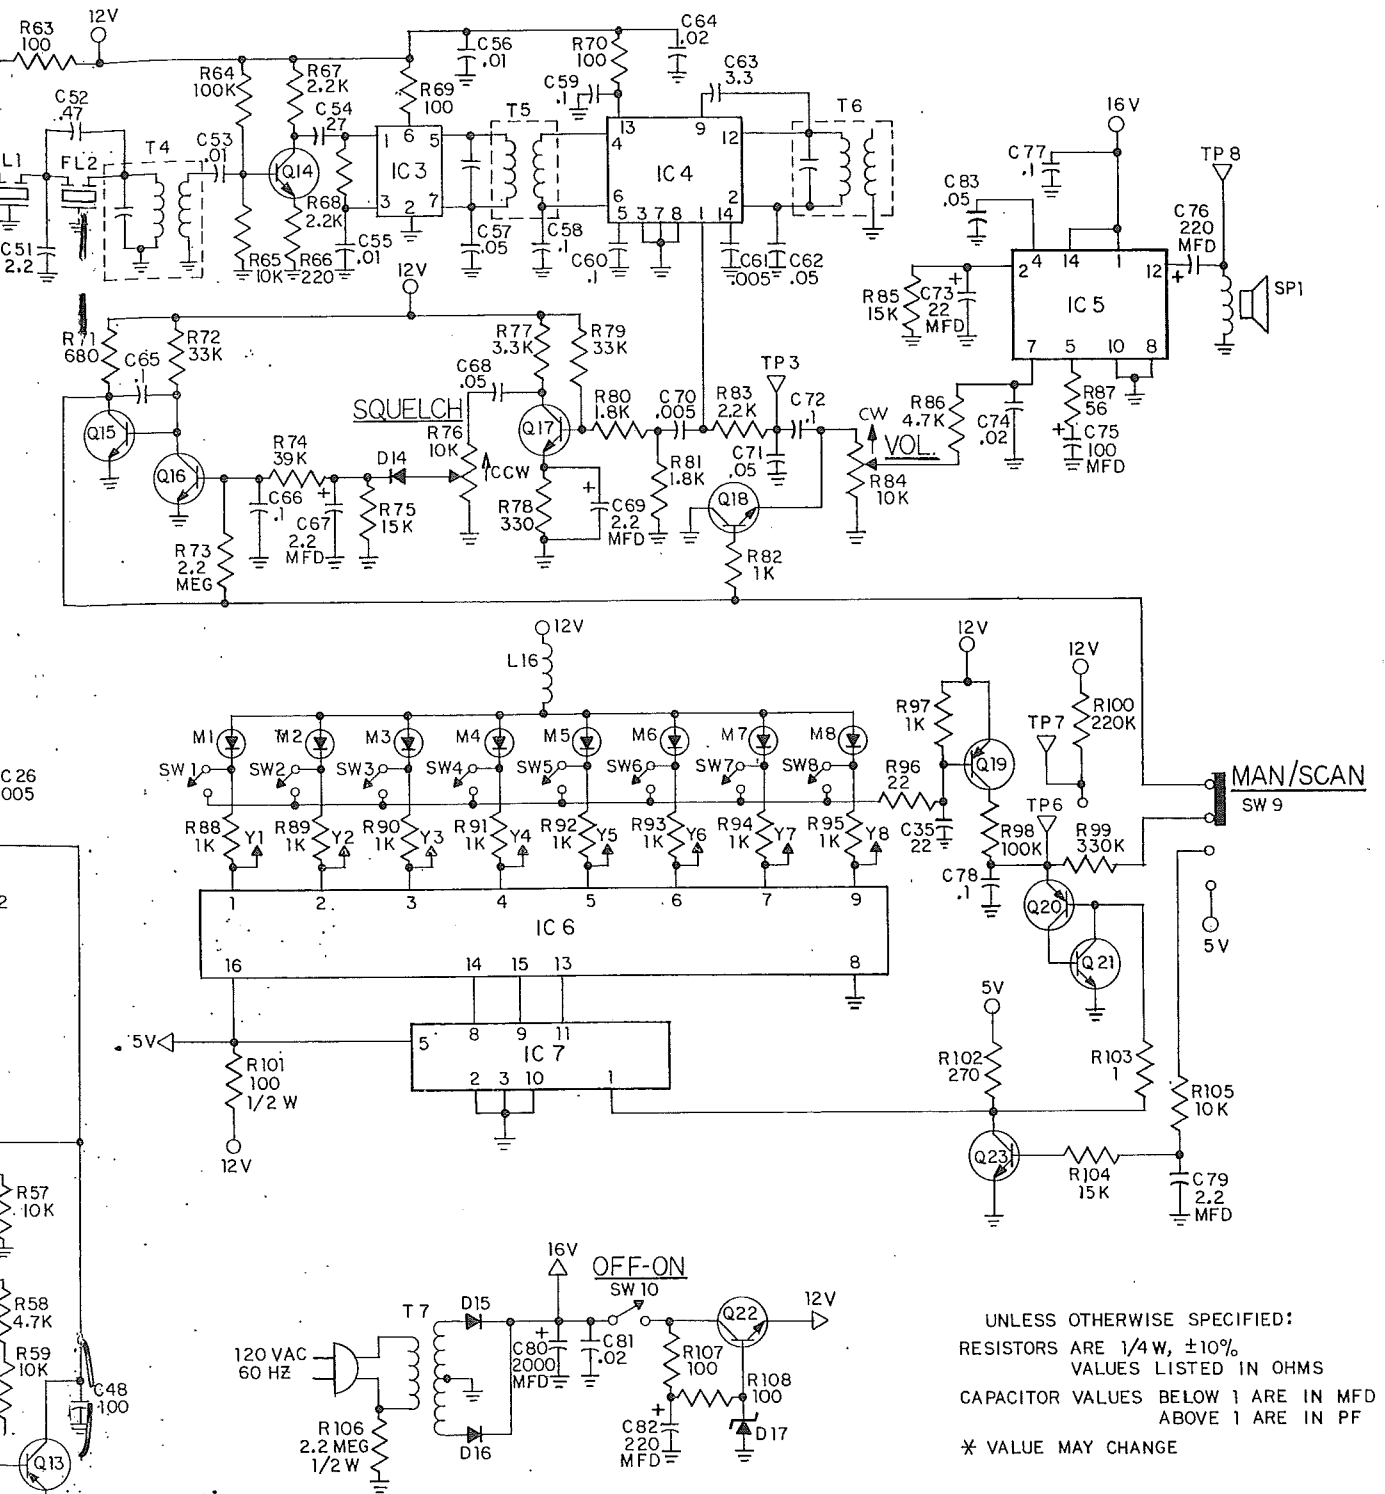 R63
100
12V
C52
.47
L1
FL2
C51
2.2
T4
C53
.01
R64
100K
R67
2.2K
C54
27
Q14
R68
2.2K
R65
10K
R66
220
C55
.01
R69
100
C56
.01
1
6
5
IC3
3
2
7
C57
.05
T5
C58
.1
C59
.1
R70
100
C64
.02
C63
3.3
13
9
4
12
IC4
6
2
5
3
7
8
1
14
C60
.1
C61
.005
C62
.05
T6
16V
C77
.1
C83
.05
TP8
C76
220
MFD
SP1
R85
15K
C73
22
MFD
2
4
14
1
12
+
IC5
7
5
10
8
R86
4.7K
C74
.02
R87
56
+
C75
100
MFD
12V
R71
680
C65
.1
R72
33K
Q15
Q16
R74
39K
C66
.1
+
C67
2.2
MFD
R75
15K
D14
R73
2.2
MEG
SQUELCH
R76
10K
CCW
C68
.05
R77
3.3K
R79
33K
Q17
R78
330
+
C69
2.2
MFD
R80
1.8K
C70
.005
R81
1.8K
R83
2.2K
TP3
C72
.1
C71
.05
Q18
R82
1K
CW
VOL.
R84
10K
12V
L16
M1
M2
M3
M4
M5
M6
M7
M8
SW1
SW2
SW3
SW4
SW5
SW6
SW7
SW8
R88
1K
Y1
R89
1K
Y2
R90
1K
Y3
R91
1K
Y4
R92
1K
Y5
R93
1K
Y6
R94
1K
Y7
R95
1K
Y8
R96
22
C35
22
R97
1K
12V
Q19
R98
100K
C78
.1
TP7
TP6
12V
R100
220K
R99
330K
Q20
Q21
MAN/SCAN
SW9
5V
1
2
3
4
5
6
7
9
IC6
16
14
15
13
8
5V
5
8
9
11
IC7
2
3
10
1
R101
100
1/2 W
12V
5V
R102
270
R103
1
R105
10K
Q23
R104
15K
C79
2.2
MFD
C26
005
2
R57
10K
R58
4.7K
R59
10K
C48
100
Q13
120 VAC
60 HZ
R106
2.2 MEG
1/2 W
T7
D15
D16
16V
+
C80
2000
MFD
C81
.02
OFF-ON
SW10
Q22
12V
R107
100
R108
100
+
C82
220
MFD
D17
UNLESS OTHERWISE SPECIFIED:
RESISTORS ARE 1/4W, ±10%
VALUES LISTED IN OHMS
CAPACITOR VALUES BELOW 1 ARE IN MFD
ABOVE 1 ARE IN PF
* VALUE MAY CHANGE